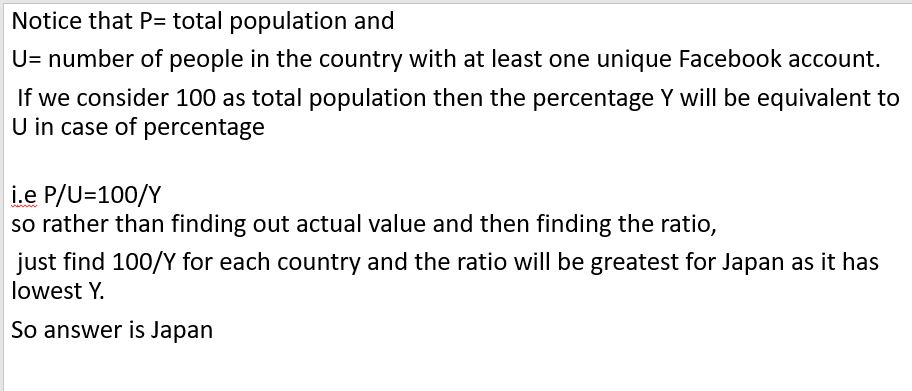 Notice that P= total population and
U= number of people in the country with at least one unique Facebook account.
If we consider 100 as total population then the percentage Y will be equivalent to
U in case of percentage
i.e P/U=100/Y
so rather than finding out actual value and then finding the ratio,
just find 100/Y for each country and the ratio will be greatest for Japan as it has
lowest Y.
So answer is Japan